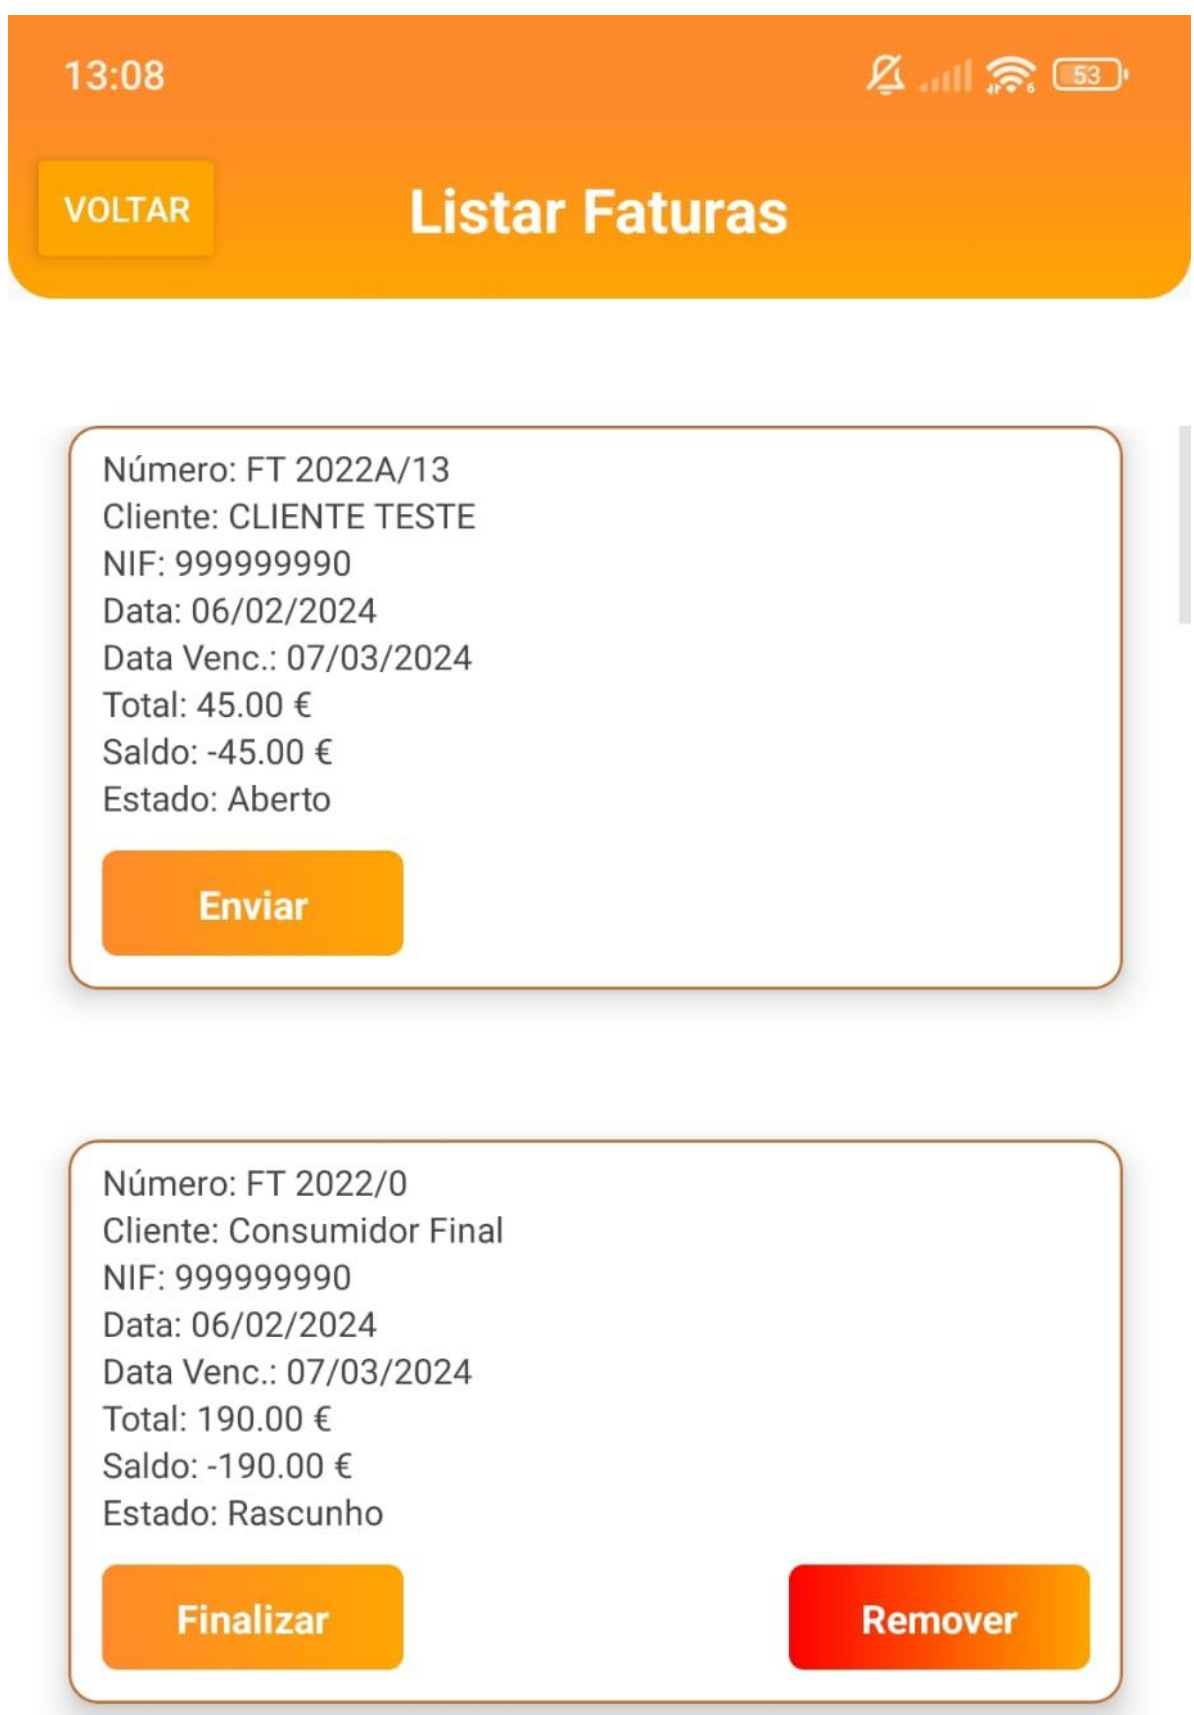 13:08
6
53
VOLTAR
Listar Faturas
Número: FT 2022A/13
Cliente: CLIENTE TESTE
NIF: 999999990
Data: 06/02/2024
Data Venc.: 07/03/2024
Total: 45.00 €
Saldo: -45.00 €
Estado: Aberto
Enviar
Número: FT 2022/0
Cliente: Consumidor Final
NIF: 999999990
Data: 06/02/2024
Data Venc.: 07/03/2024
Total: 190.00 €
Saldo: -190.00 €
Estado: Rascunho
Finalizar
Remover